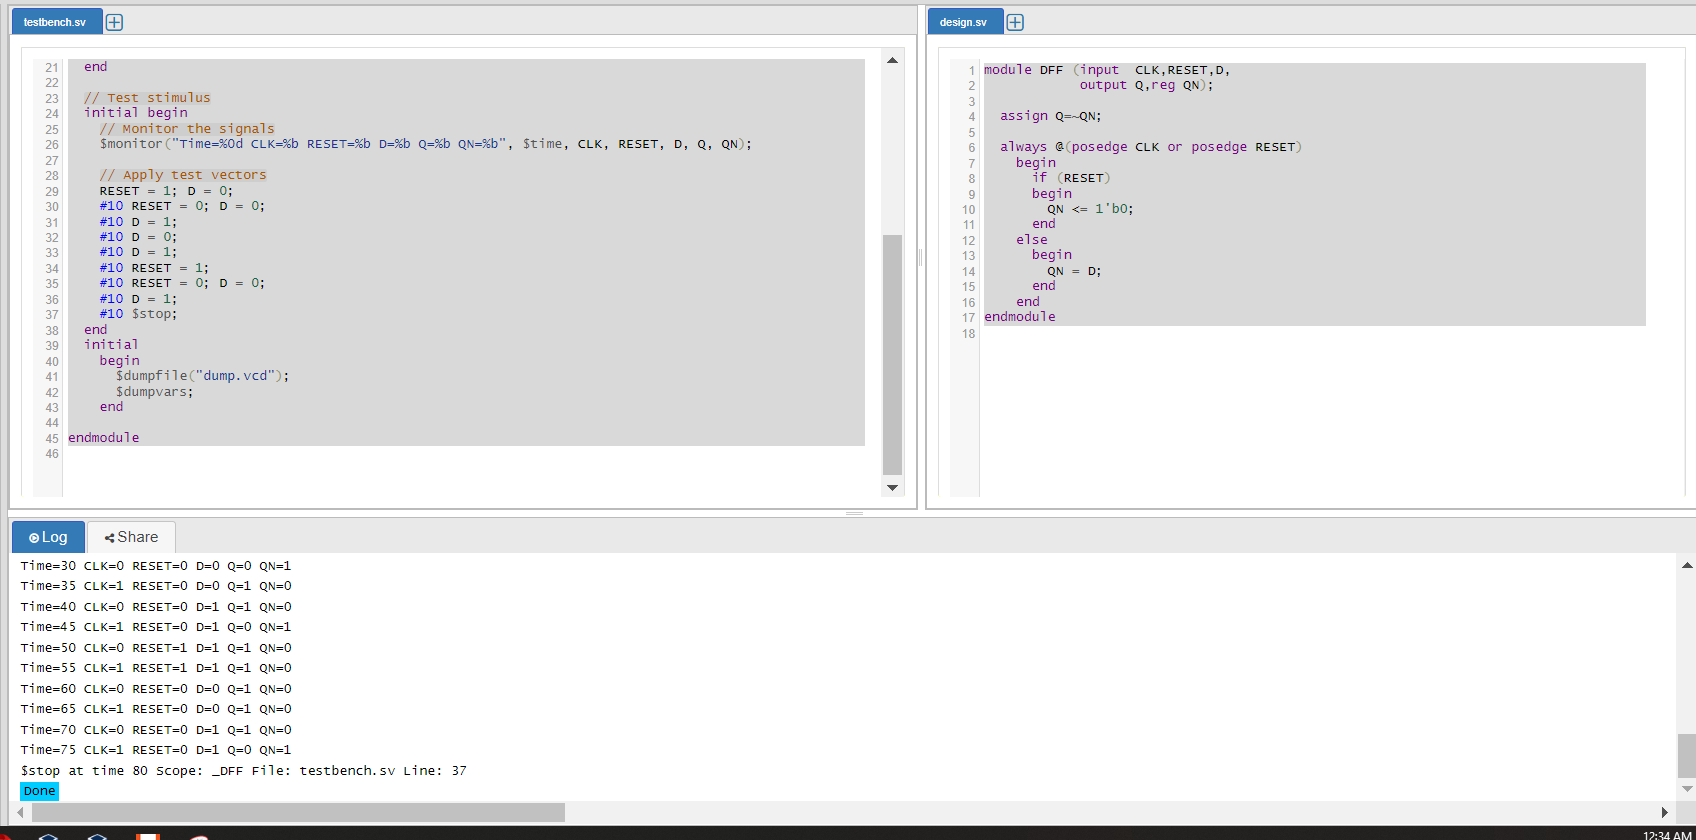 testbench.sv
21 end
22
23 // Test stimulus
24 initial begin
25 // Monitor the signals
26 $monitor("Time=%0d CLK=%b RESET=%b D=%b Q=%b QN=%b", $time, CLK, RESET, D, Q, QN);
27
28 // Apply test vectors
29 RESET = 1; D = 0;
30 #10 RESET = 0; D = 0;
31 #10 D = 1;
32 #10 D = 0;
33 #10 D = 1;
34 #10 RESET = 1;
35 #10 RESET = 0; D = 0;
36 #10 D = 1;
37 #10 $stop;
38 end
39 initial
40 begin
41 $dumpfile("dump.vcd");
42 $dumpvars;
43 end
44
45 endmodule
46
design.sv
1 module DFF (input CLK,RESET,D,
2 output Q,reg QN);
3
4 assign Q=~QN;
5
6 always @(posedge CLK or posedge RESET)
7 begin
8 if (RESET)
9 begin
10 QN <= 1'b0;
11 end
12 else
13 begin
14 QN = D;
15 end
16 end
17 endmodule
18
Log
Share
Time=30 CLK=0 RESET=0 D=0 Q=0 QN=1
Time=35 CLK=1 RESET=0 D=0 Q=1 QN=0
Time=40 CLK=0 RESET=0 D=1 Q=1 QN=0
Time=45 CLK=1 RESET=0 D=1 Q=0 QN=1
Time=50 CLK=0 RESET=1 D=1 Q=1 QN=0
Time=55 CLK=1 RESET=1 D=1 Q=1 QN=0
Time=60 CLK=0 RESET=0 D=0 Q=1 QN=0
Time=65 CLK=1 RESET=0 D=0 Q=1 QN=0
Time=70 CLK=0 RESET=0 D=1 Q=1 QN=0
Time=75 CLK=1 RESET=0 D=1 Q=0 QN=1
$stop at time 80 Scope: _DFF File: testbench.sv Line: 37
Done
12:34 AM